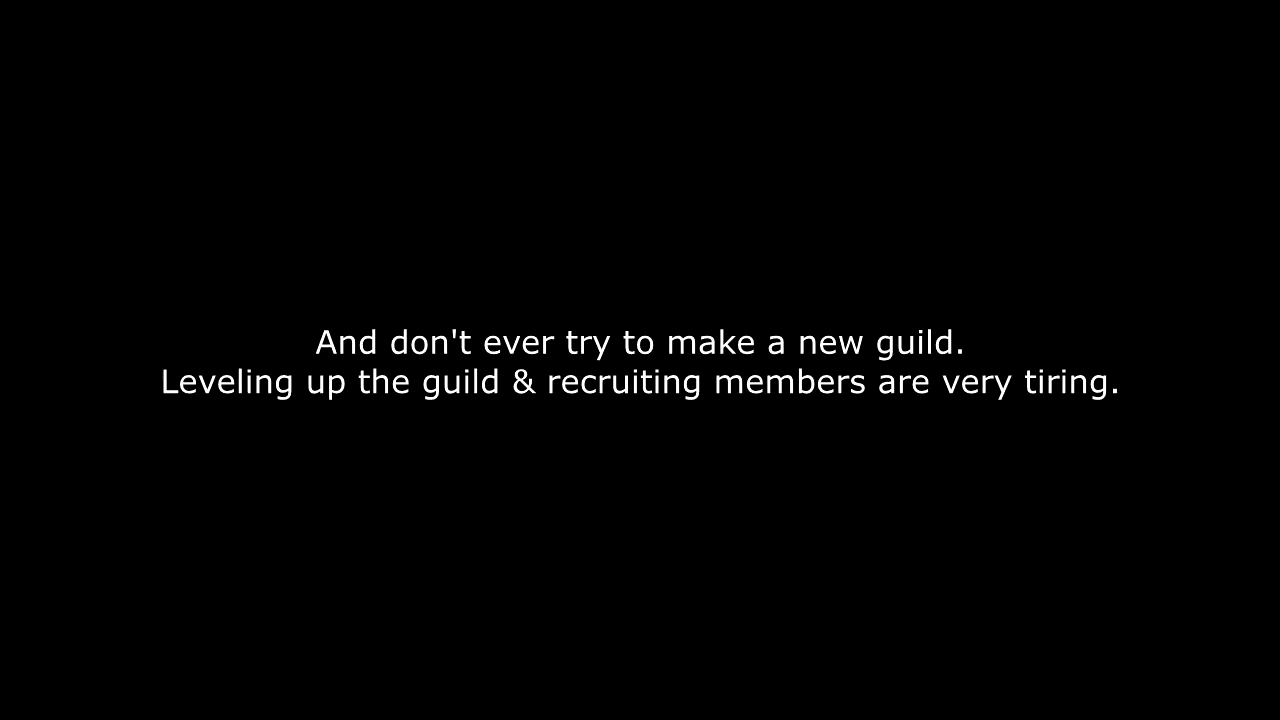 And don't ever try to make a new guild.
Leveling up the guild & recruiting members are very tiring.